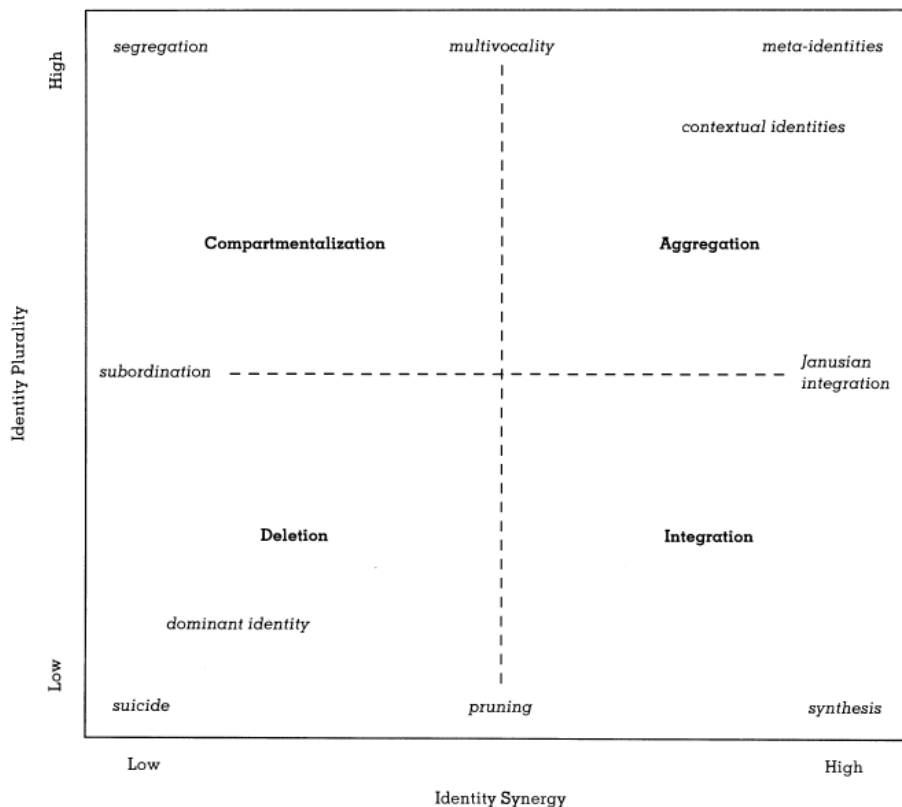 segregation multivocality meta-identities
High
contextual identities
Compartmentalization Aggregation
Identity Plurality
subordination Janusian
integration
Deletion Integration
dominant identity
Low
suicide pruning synthesis
Low High
Identity Synergy